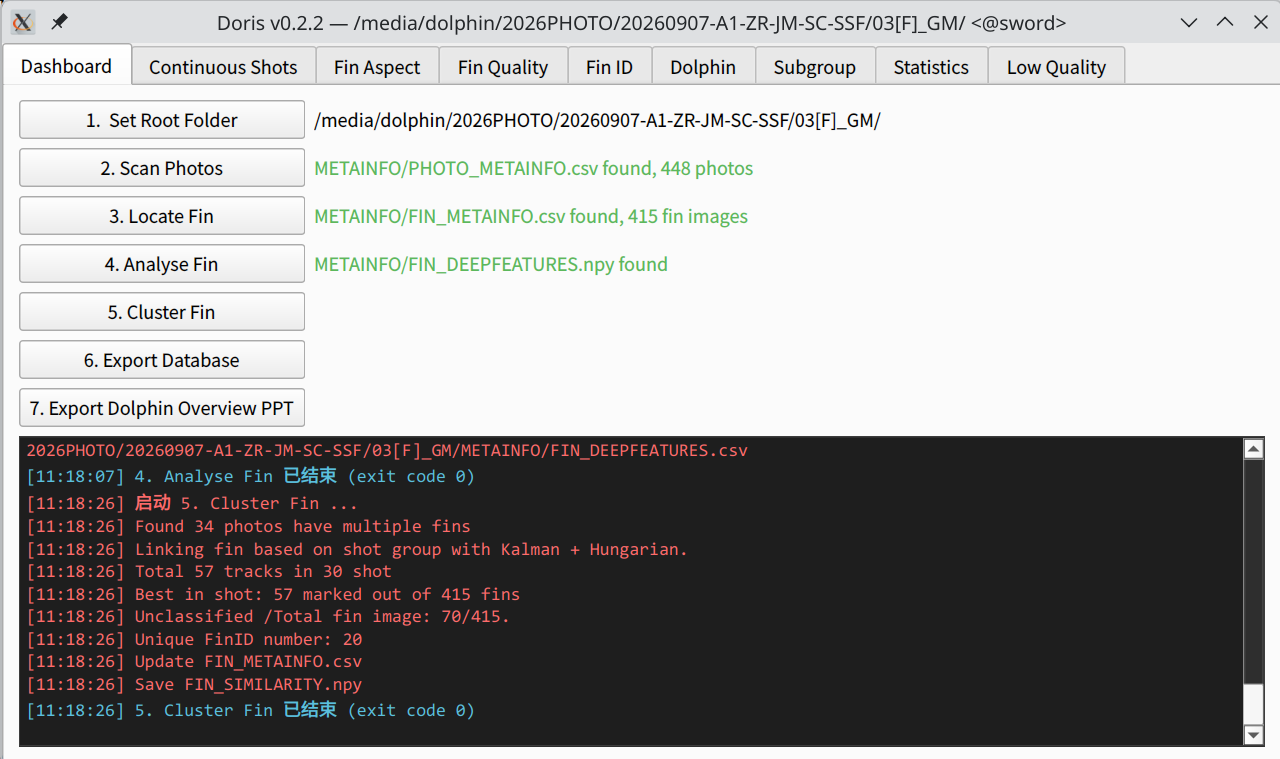 Doris v0.2.2 — /media/dolphin/2026PHOTO/20260907-A1-ZR-JM-SC-SSF/03[F]_GM/ <@sword>
Dashboard Continuous Shots Fin Aspect Fin Quality Fin ID Dolphin Subgroup Statistics Low Quality
1. Set Root Folder /media/dolphin/2026PHOTO/20260907-A1-ZR-JM-SC-SSF/03[F]_GM/
2. Scan Photos METAINFO/PHOTO_METAINFO.csv found, 448 photos
3. Locate Fin METAINFO/FIN_METAINFO.csv found, 415 fin images
4. Analyse Fin METAINFO/FIN_DEEPFEATURES.npy found
5. Cluster Fin
6. Export Database
7. Export Dolphin Overview PPT
2026PHOTO/20260907-A1-ZR-JM-SC-SSF/03[F]_GM/METAINFO/FIN_DEEPFEATURES.csv
[11:18:07] 4. Analyse Fin 已结束 (exit code 0)
[11:18:26] 启动 5. Cluster Fin ...
[11:18:26] Found 34 photos have multiple fins
[11:18:26] Linking fin based on shot group with Kalman + Hungarian.
[11:18:26] Total 57 tracks in 30 shot
[11:18:26] Best in shot: 57 marked out of 415 fins
[11:18:26] Unclassified /Total fin image: 70/415.
[11:18:26] Unique FinID number: 20
[11:18:26] Update FIN_METAINFO.csv
[11:18:26] Save FIN_SIMILARITY.npy
[11:18:26] 5. Cluster Fin 已结束 (exit code 0)